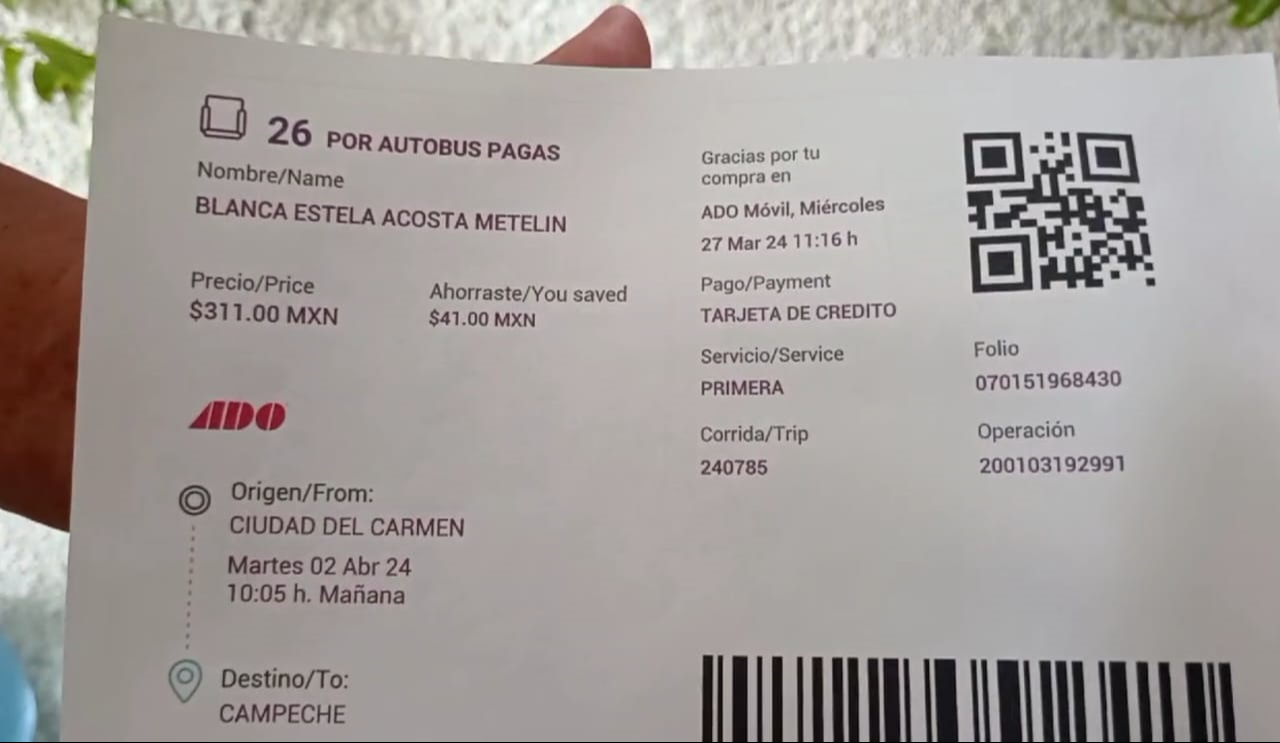 26 POR AUTOBUS PAGAS
Nombre/Name
BLANCA ESTELA ACOSTA METELIN
Precio/Price
$311.00 MXN
Ahorraste/You saved
$41.00 MXN
ADO
Origen/From:
CIUDAD DEL CARMEN
Martes 02 Abr 24
10:05 h. Mañana
Destino/To:
CAMPECHE
Gracias por tu
compra en
ADO Móvil, Miércoles
27 Mar 24 11:16 h
Pago/Payment
TARJETA DE CREDITO
Servicio/Service
PRIMERA
Corrida/Trip
240785
Folio
070151968430
Operación
200103192991